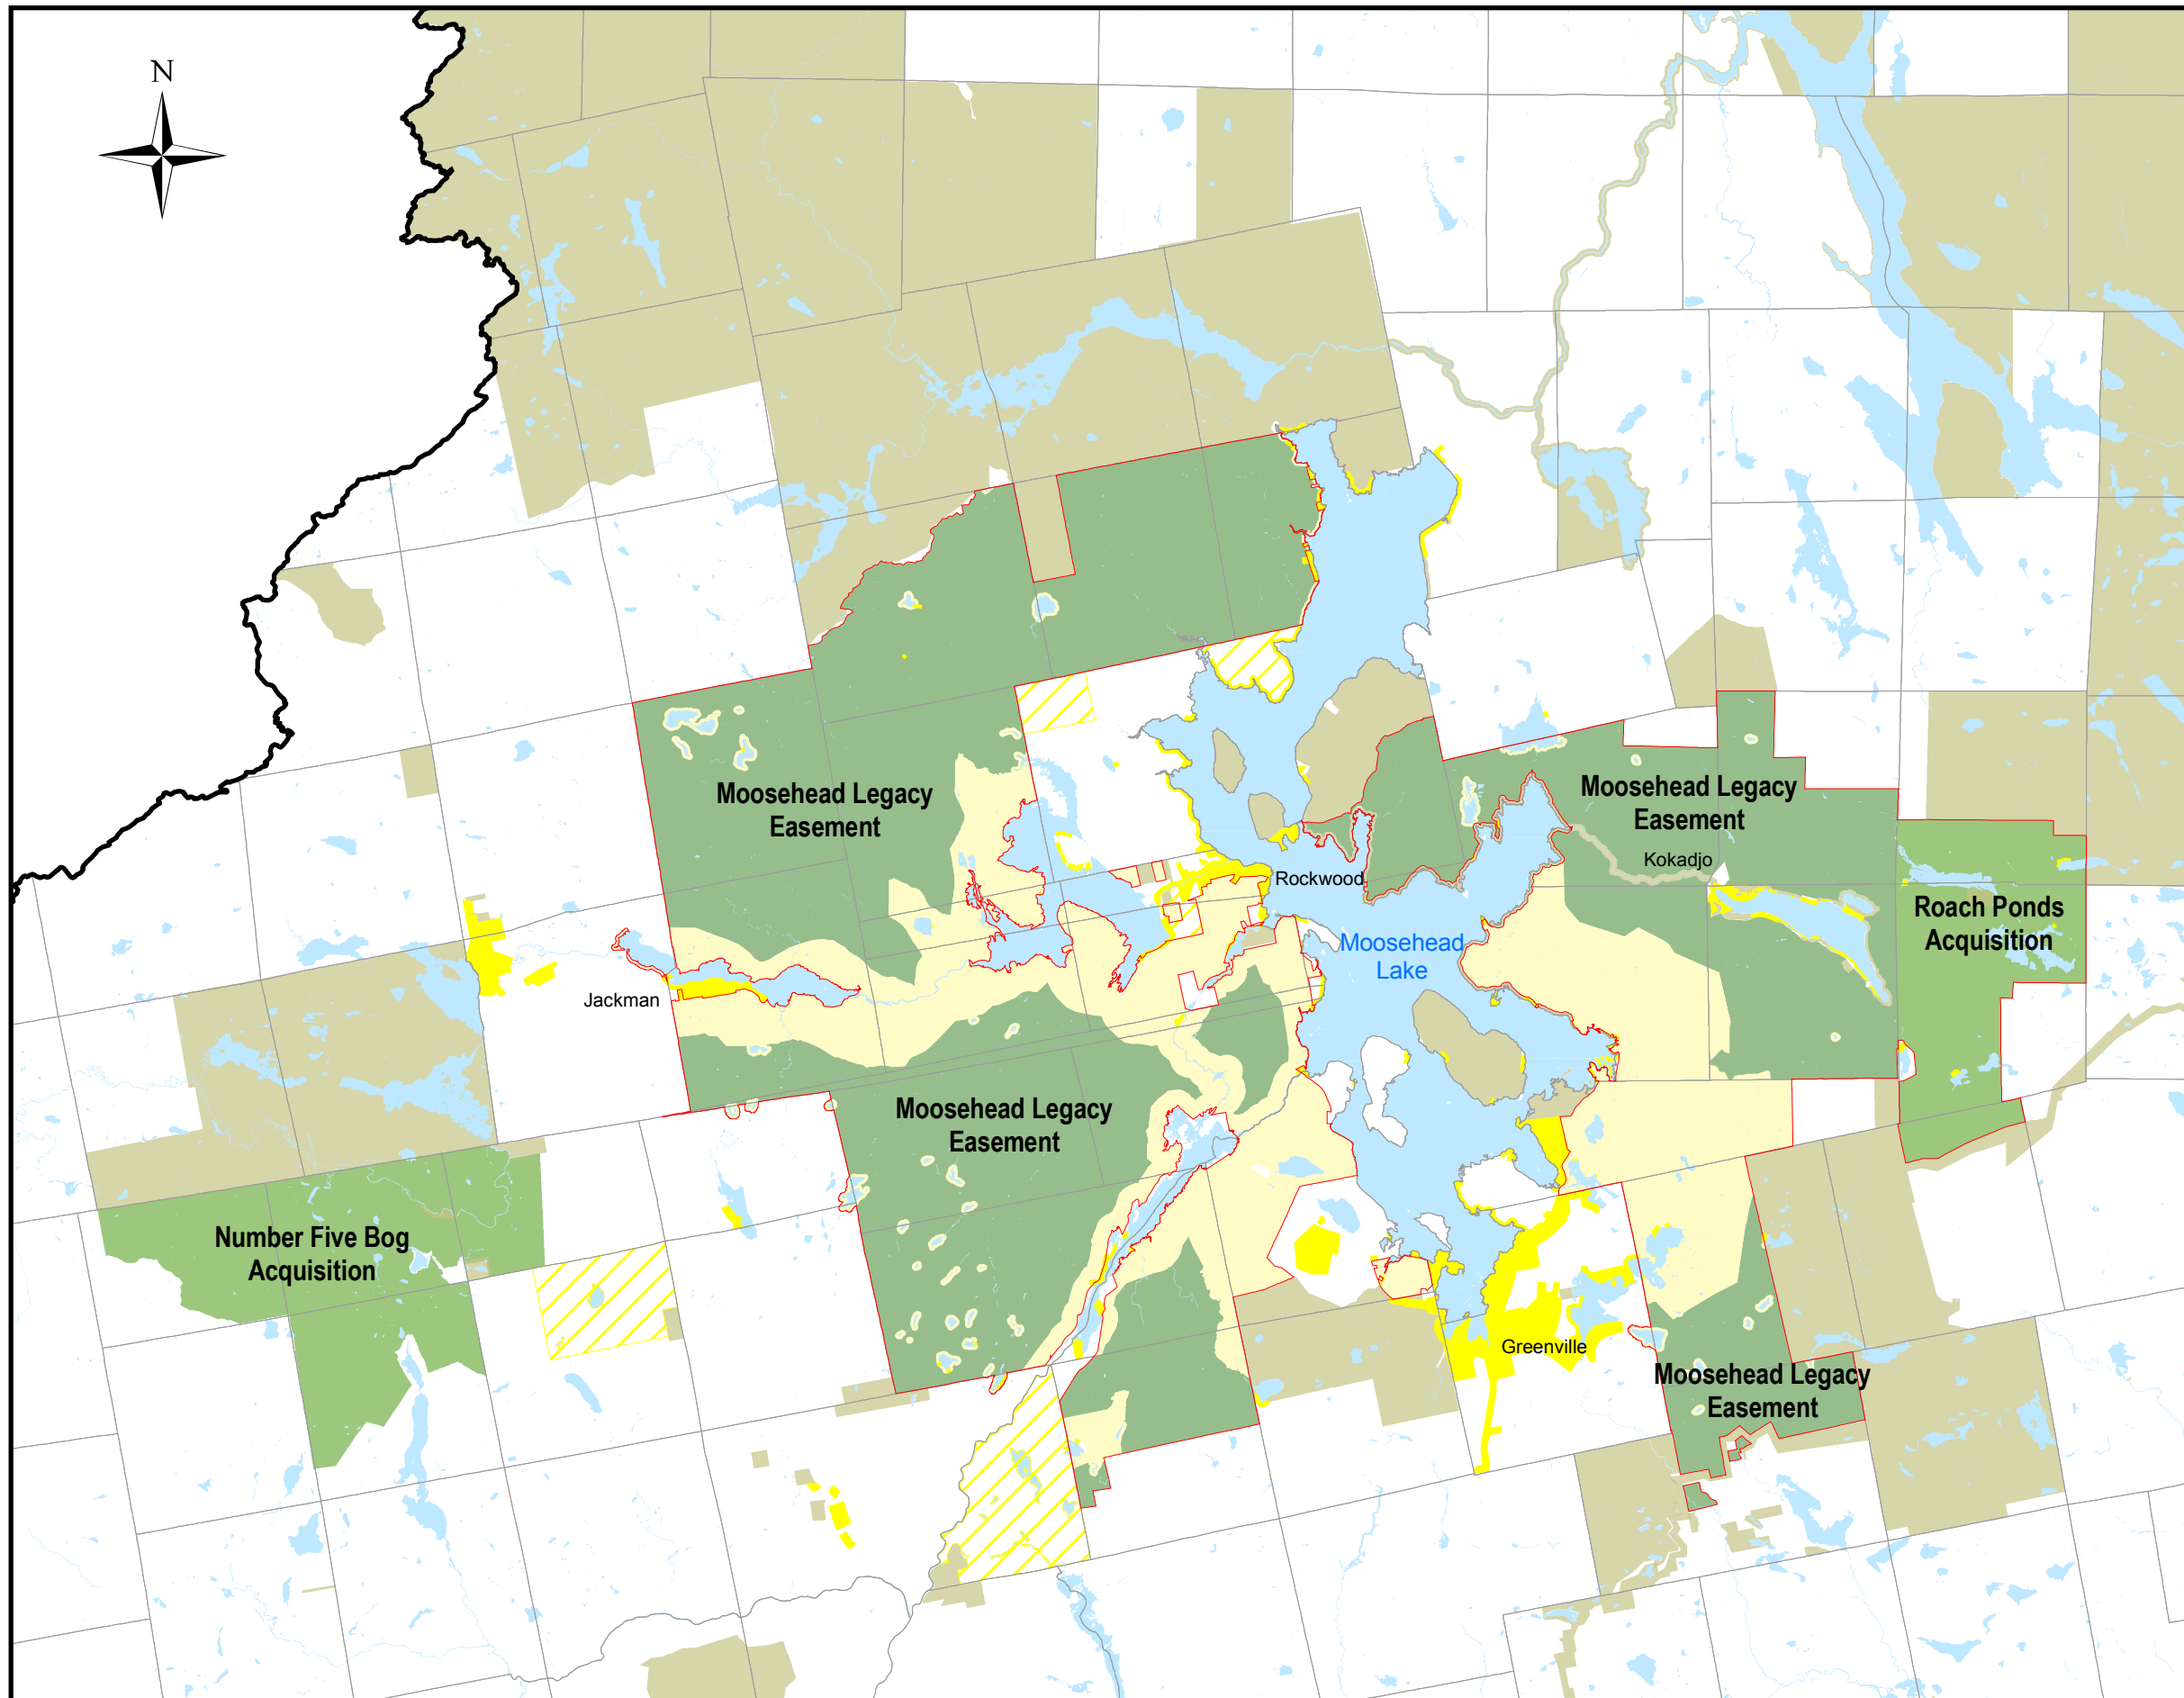 N
Moosehead Legacy
Easement
Moosehead Legacy
Easement
Kokadjo
Rockwood
Roach Ponds
Acquisition
Moosehead
Lake
Jackman
Moosehead Legacy
Easement
Number Five Bog
Acquisition
Greenville
Moosehead Legacy
Easement